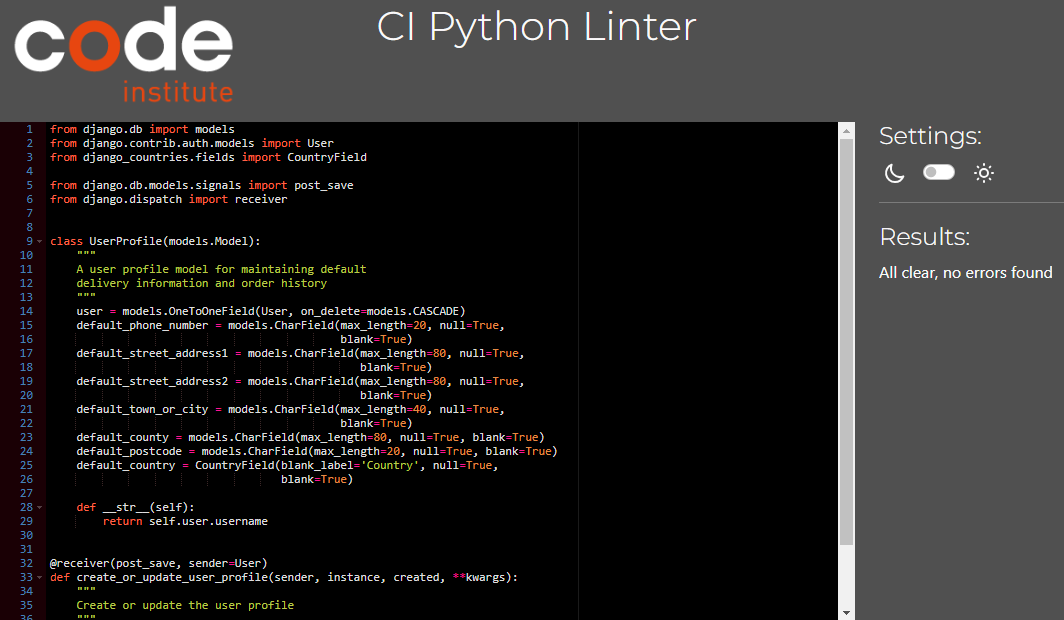 code
institute
CI Python Linter
1 from django.db import models
2 from django.contrib.auth.models import User
3 from django_countries.fields import CountryField
4
5 from django.db.models.signals import post_save
6 from django.dispatch import receiver
7
8
9 class UserProfile(models.Model):
10     """
11     A user profile model for maintaining default
12     delivery information and order history
13     """
14     user = models.OneToOneField(User, on_delete=models.CASCADE)
15     default_phone_number = models.CharField(max_length=20, null=True,
16                                             blank=True)
17     default_street_address1 = models.CharField(max_length=80, null=True,
18                                                blank=True)
19     default_street_address2 = models.CharField(max_length=80, null=True,
20                                                blank=True)
21     default_town_or_city = models.CharField(max_length=40, null=True,
22                                             blank=True)
23     default_county = models.CharField(max_length=80, null=True, blank=True)
24     default_postcode = models.CharField(max_length=20, null=True, blank=True)
25     default_country = CountryField(blank_label='Country', null=True,
26                                    blank=True)
27
28     def __str__(self):
29         return self.user.username
30
31
32 @receiver(post_save, sender=User)
33 def create_or_update_user_profile(sender, instance, created, **kwargs):
34     """
35     Create or update the user profile
36     """
Settings:
Results:
All clear, no errors found